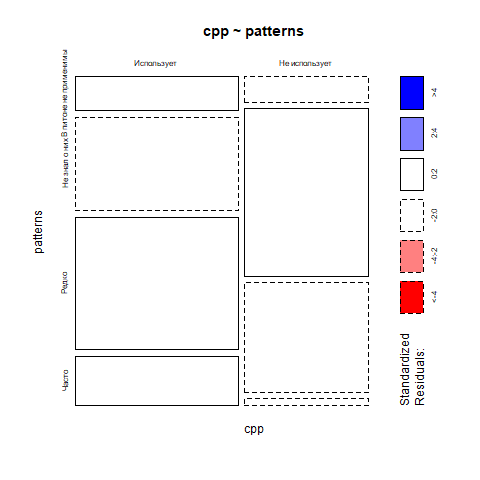 cpp ~ patterns
Использует
Не использует
В питоне не применимы
Не знал о них
Редко
Часто
patterns
cpp
>4
2:4
0:2
-2:0
-4:-2
<-4
Standardized
Residuals: